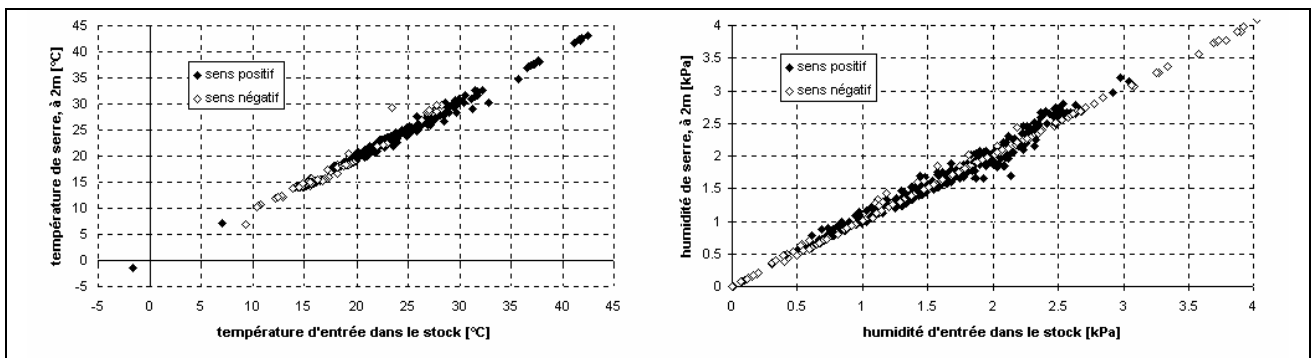 température de serre, à 2m [°C]
45
40
35
30
25
20
15
10
5
0
-5
sens positif
sens négatif
-5 0 5 10 15 20 25 30 35 40 45
température d'entrée dans le stock [°C]
humidité de serre, à 2m [kPa]
4
3.5
3
2.5
2
1.5
1
0.5
0
sens positif
sens négatif
0 0.5 1 1.5 2 2.5 3 3.5 4
humidité d'entrée dans le stock [kPa]